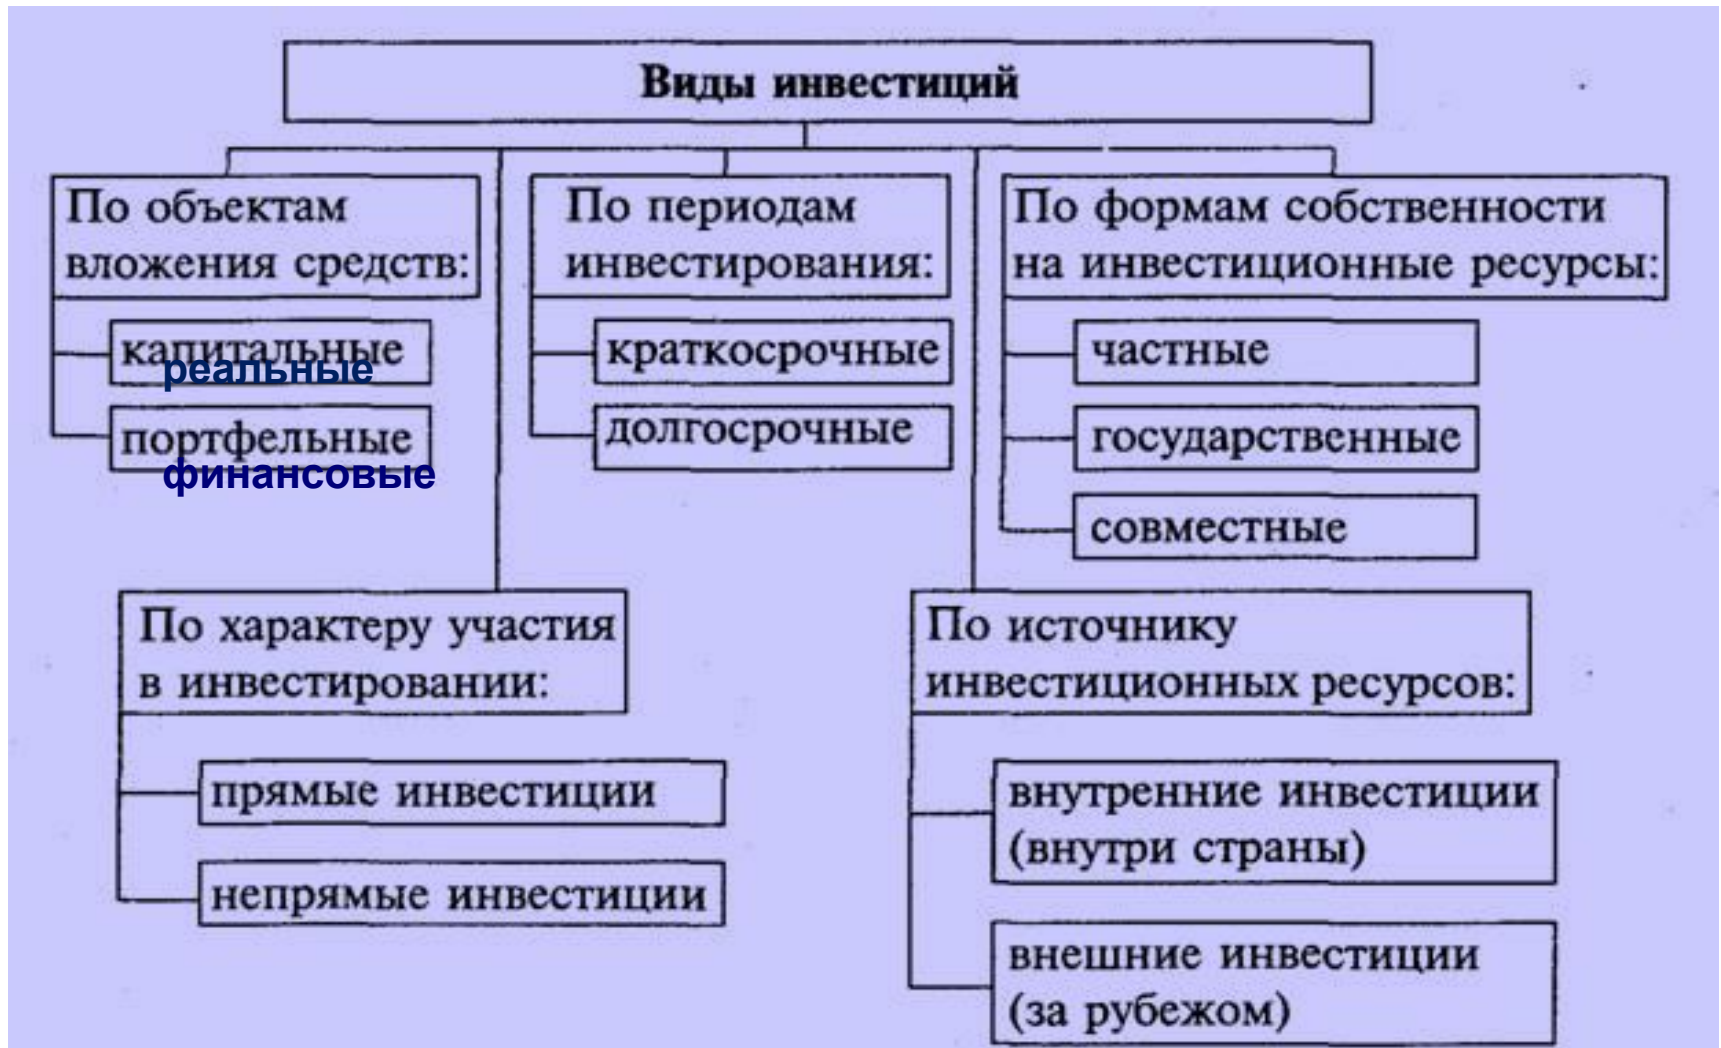 Виды инвестиций
По объектам
вложения средств:
капитальные
реальные
портфельные
финансовые
По периодам
инвестирования:
краткосрочные
долгосрочные
По формам собственности
на инвестиционные ресурсы:
частные
государственные
совместные
По характеру участия
в инвестировании:
прямые инвестиции
непрямые инвестиции
По источнику
инвестиционных ресурсов:
внутренние инвестиции
(внутри страны)
внешние инвестиции
(за рубежом)